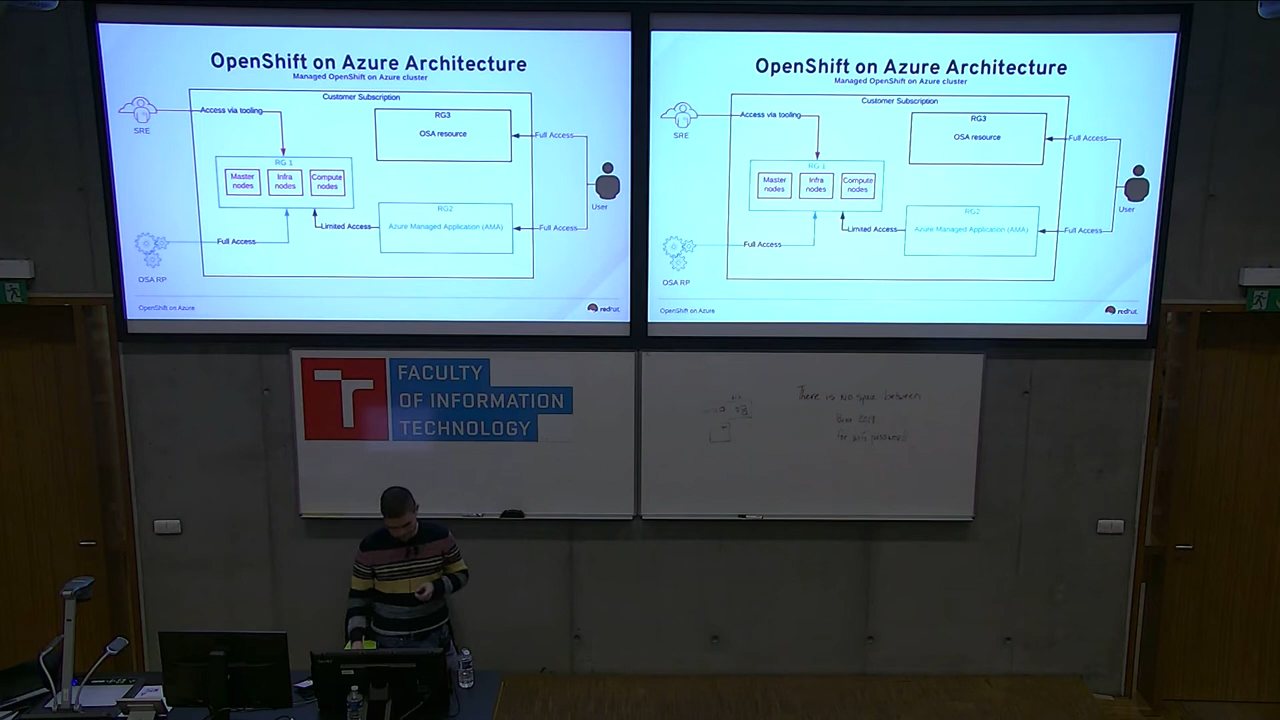 OpenShift on Azure Architecture
Managed OpenShift on Azure cluster
Customer Subscription
SRE
Access via tooling
RG3
OSA resource
Full Access
RG 1
Master
nodes
Infra
nodes
Compute
nodes
User
RG2
Azure Managed Application (AMA)
Limited Access
Full Access
Full Access
OSA RP
OpenShift on Azure
redhat
OpenShift on Azure Architecture
Managed OpenShift on Azure cluster
Customer Subscription
SRE
Access via tooling
RG3
OSA resource
Full Access
RG 1
Master
nodes
Infra
nodes
Compute
nodes
User
RG2
Azure Managed Application (AMA)
Limited Access
Full Access
Full Access
OSA RP
OpenShift on Azure
redhat
T
FACULTY
OF INFORMATION
TECHNOLOGY
There is no space between